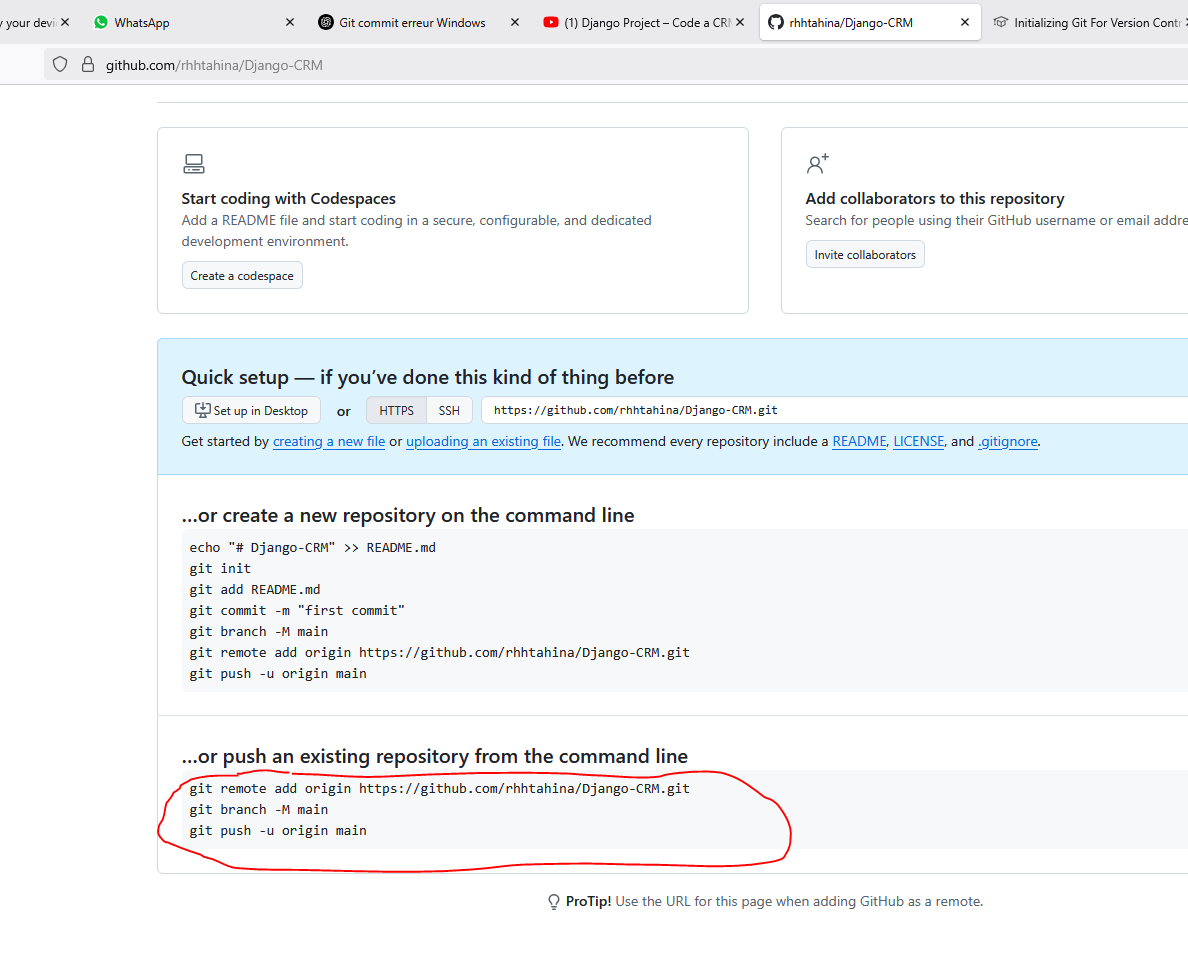 y your devi
WhatsApp
Git commit erreur Windows
(1) Django Project – Code a CRM
rhhtahina/Django-CRM
Initializing Git For Version Contr
github.com/rhhtahina/Django-CRM
Start coding with Codespaces
Add a README file and start coding in a secure, configurable, and dedicated
development environment.
Create a codespace
Add collaborators to this repository
Search for people using their GitHub username or email addre
Invite collaborators
Quick setup — if you’ve done this kind of thing before
Set up in Desktop or HTTPS SSH https://github.com/rhhtahina/Django-CRM.git
Get started by creating a new file or uploading an existing file. We recommend every repository include a README, LICENSE, and .gitignore.
…or create a new repository on the command line
echo "# Django-CRM" >> README.md
git init
git add README.md
git commit -m "first commit"
git branch -M main
git remote add origin https://github.com/rhhtahina/Django-CRM.git
git push -u origin main
…or push an existing repository from the command line
git remote add origin https://github.com/rhhtahina/Django-CRM.git
git branch -M main
git push -u origin main
ProTip! Use the URL for this page when adding GitHub as a remote.